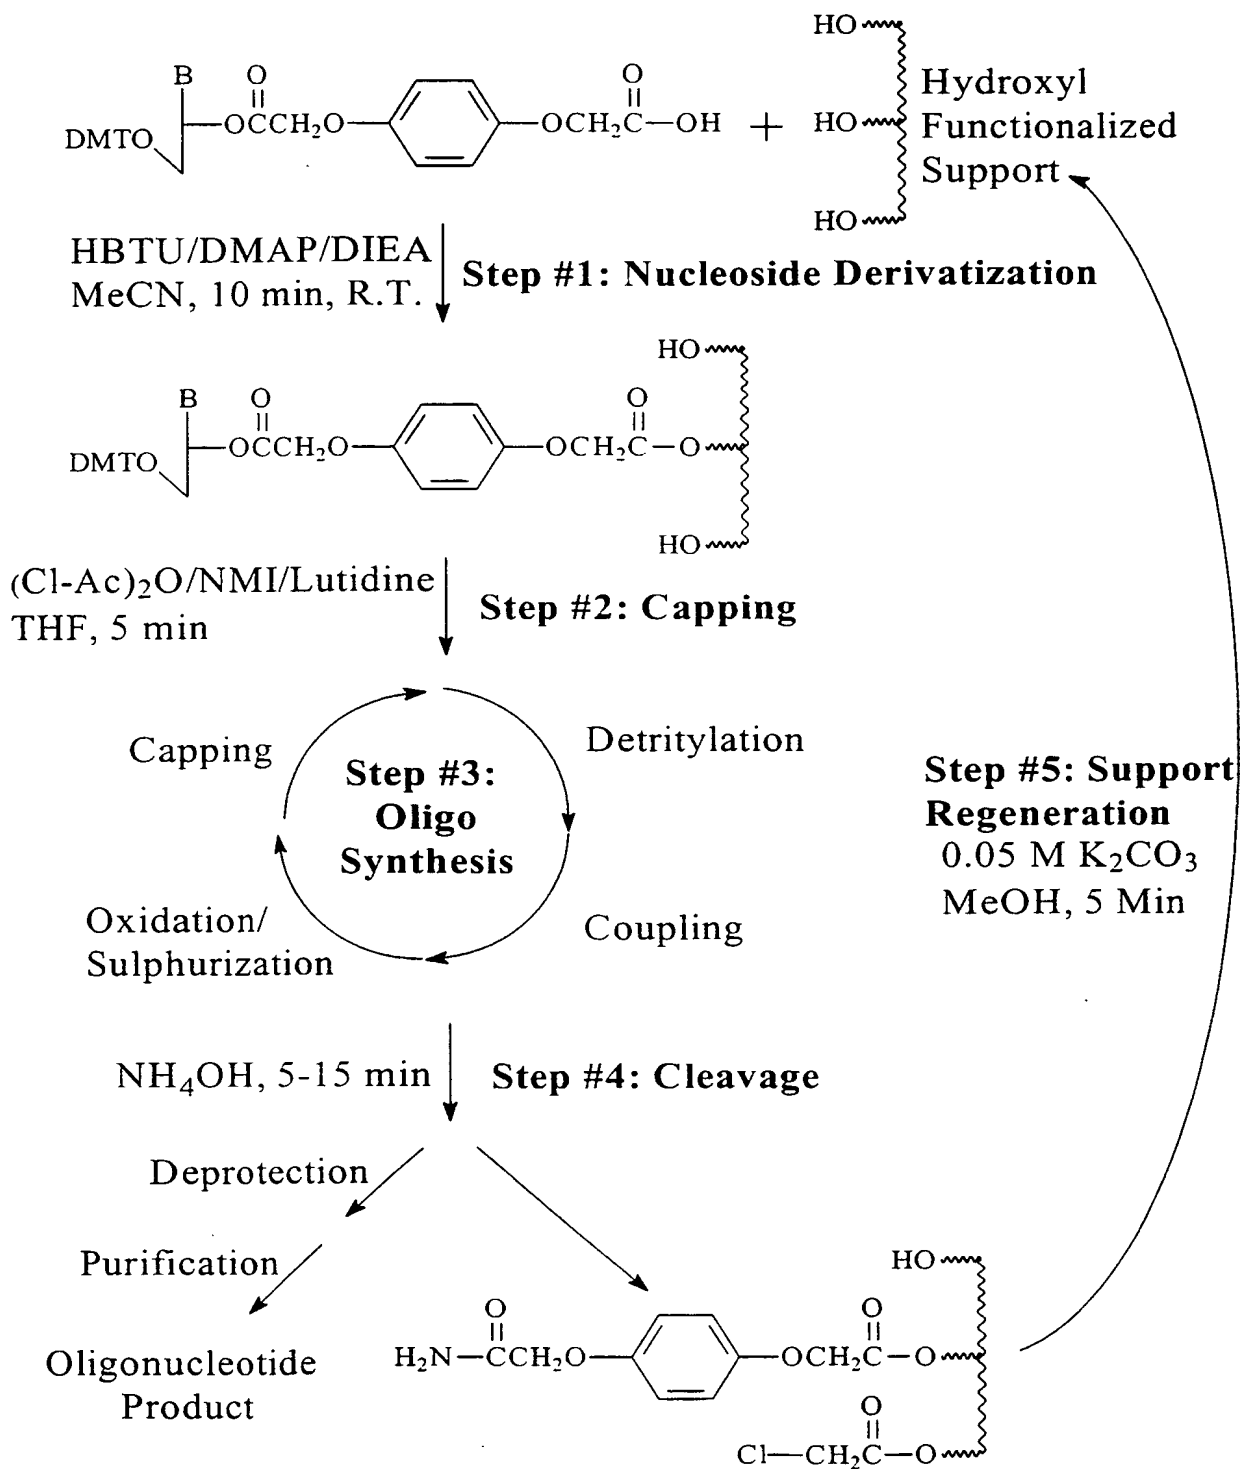 HO
B
O
DMTO
OCCH₂O
OCH₂C
O
OH
+
HO
HO
Hydroxyl
Functionalized
Support
HBTU/DMAP/DIEA
MeCN, 10 min, R.T.
Step #1: Nucleoside Derivatization
HO
B
O
DMTO
OCCH₂O
OCH₂C
O
O
HO
(Cl-Ac)₂O/NMI/Lutidine
THF, 5 min
Step #2: Capping
Capping
Detritylation
Step #3:
Oligo
Synthesis
Oxidation/
Sulphurization
Coupling
Step #5: Support
Regeneration
0.05 M K₂CO₃
MeOH, 5 Min
NH₄OH, 5-15 min
Step #4: Cleavage
Deprotection
Purification
Oligonucleotide
Product
HO
O
H₂N
CCH₂O
OCH₂C
O
O
Cl
CH₂C
O
O